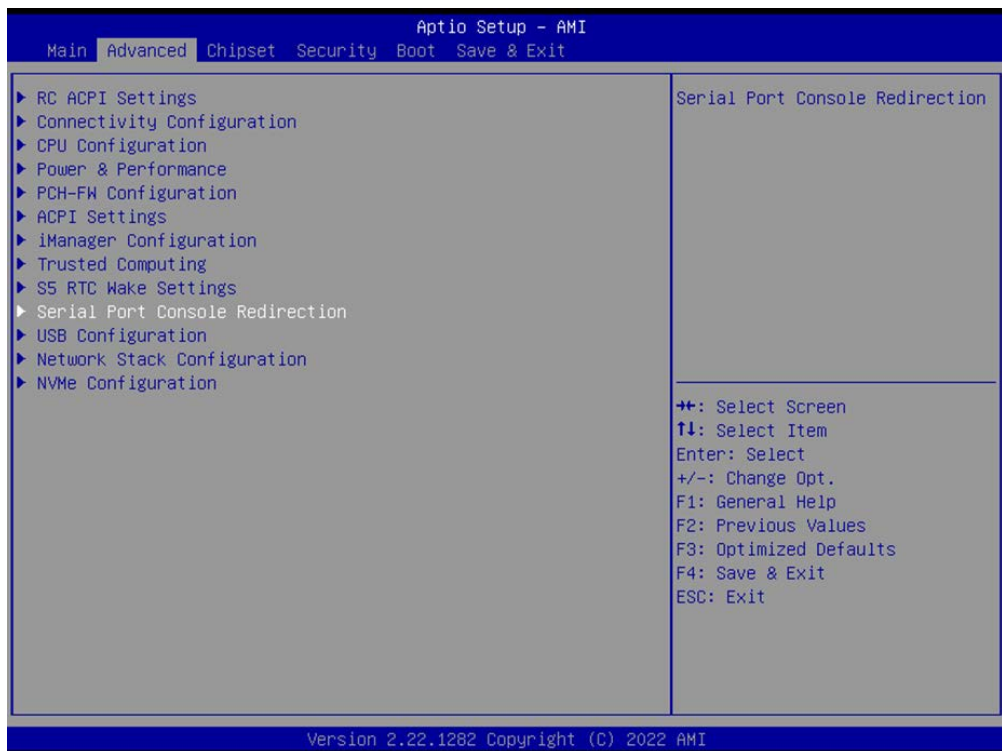 Aptio Setup – AMI
Main Advanced Chipset Security Boot Save & Exit
▶ RC ACPI Settings
▶ Connectivity Configuration
▶ CPU Configuration
▶ Power & Performance
▶ PCH-FW Configuration
▶ ACPI Settings
▶ iManager Configuration
▶ Trusted Computing
▶ S5 RTC Wake Settings
▶ Serial Port Console Redirection
▶ USB Configuration
▶ Network Stack Configuration
▶ NVMe Configuration
Serial Port Console Redirection
→←: Select Screen
↑↓: Select Item
Enter: Select
+/-: Change Opt.
F1: General Help
F2: Previous Values
F3: Optimized Defaults
F4: Save & Exit
ESC: Exit
Version 2.22.1282 Copyright (C) 2022 AMI